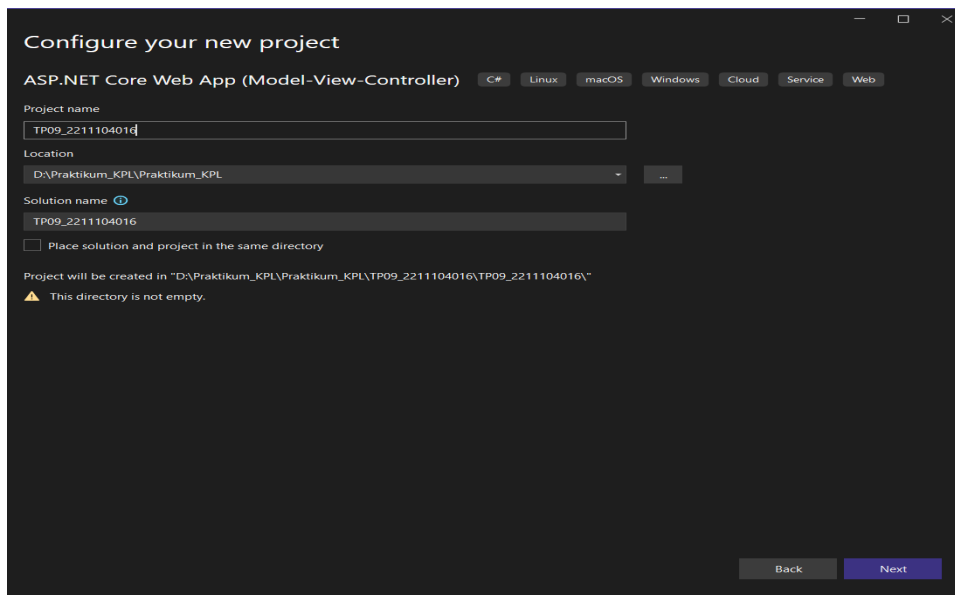 Configure your new project
ASP.NET Core Web App (Model-View-Controller) C# Linux macOS Windows Cloud Service Web
Project name
TP09_2211104016
Location
D:\Praktikum_KPL\Praktikum_KPL
...
Solution name
TP09_2211104016
Place solution and project in the same directory
Project will be created in "D:\Praktikum_KPL\Praktikum_KPL\TP09_2211104016\TP09_2211104016\"
This directory is not empty.
Back Next